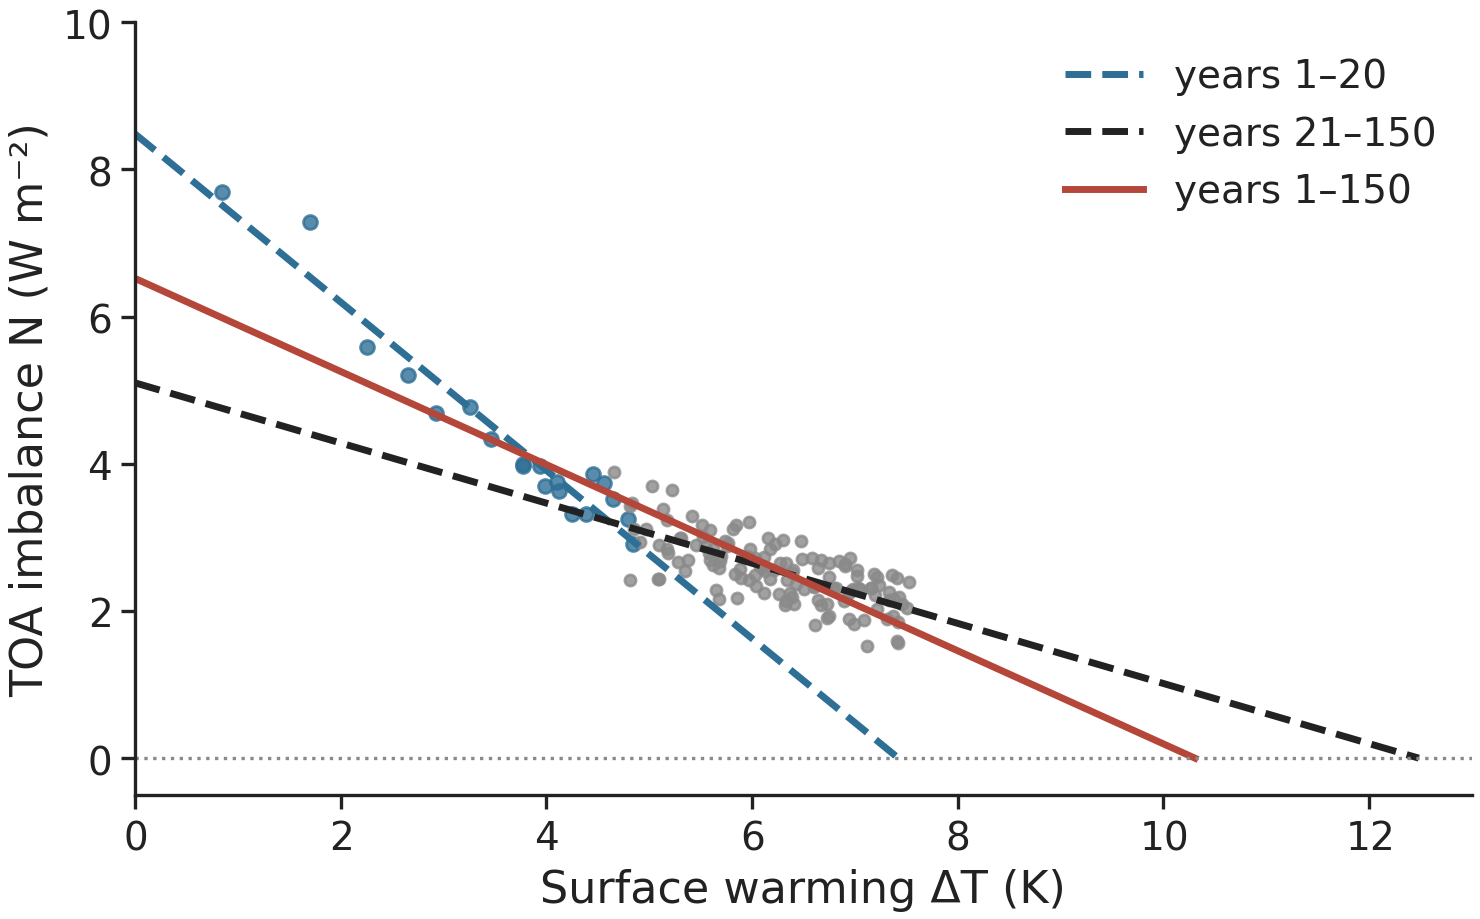 10
8
6
4
2
0
TOA imbalance N (W m⁻²)
years 1–20
years 21–150
years 1–150
0 2 4 6 8 10 12
Surface warming ΔT (K)